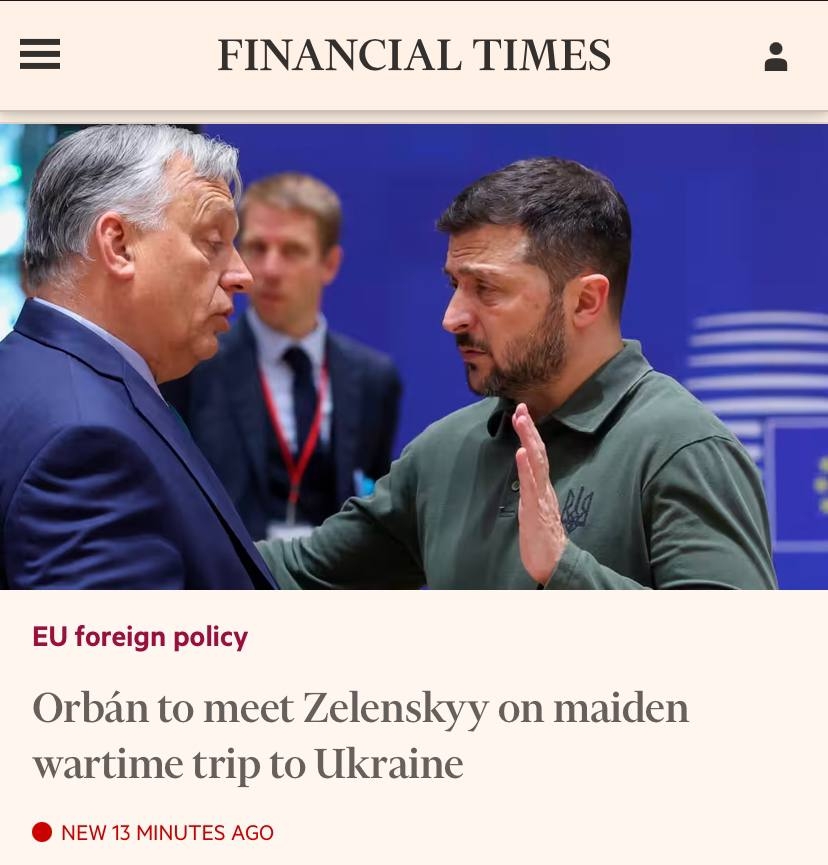 FINANCIAL TIMES
EU foreign policy
Orbán to meet Zelenskyy on maiden
wartime trip to Ukraine
NEW 13 MINUTES AGO